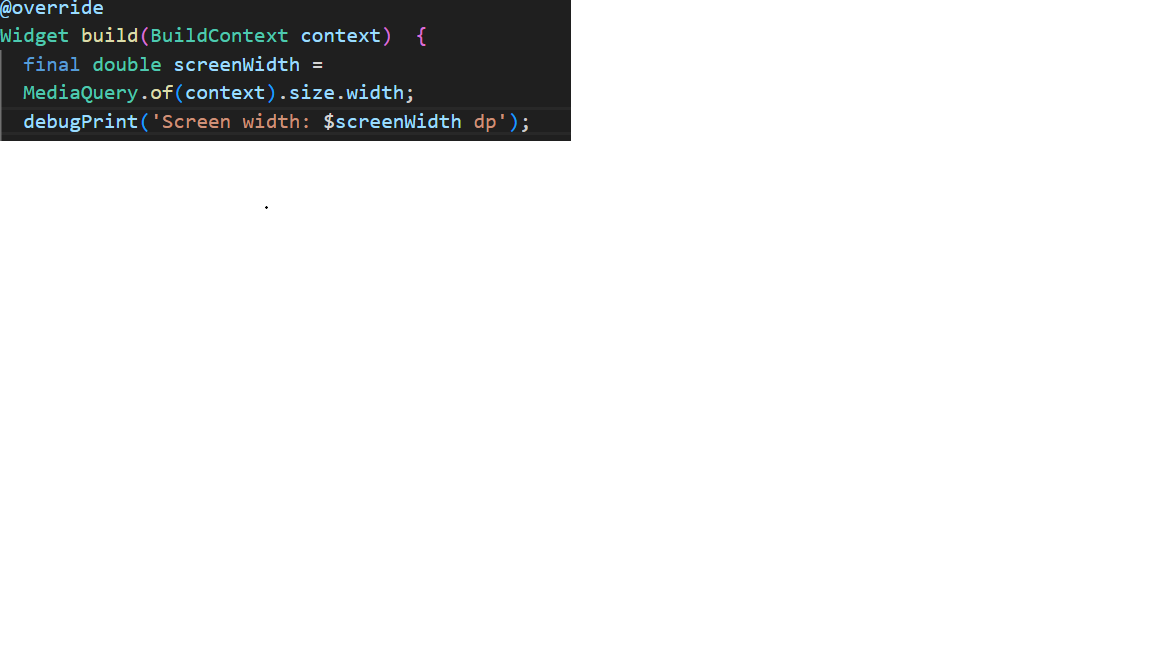 @override
Widget build(BuildContext context)  {
  final double screenWidth =
  MediaQuery.of(context).size.width;
  debugPrint('Screen width: $screenWidth dp');